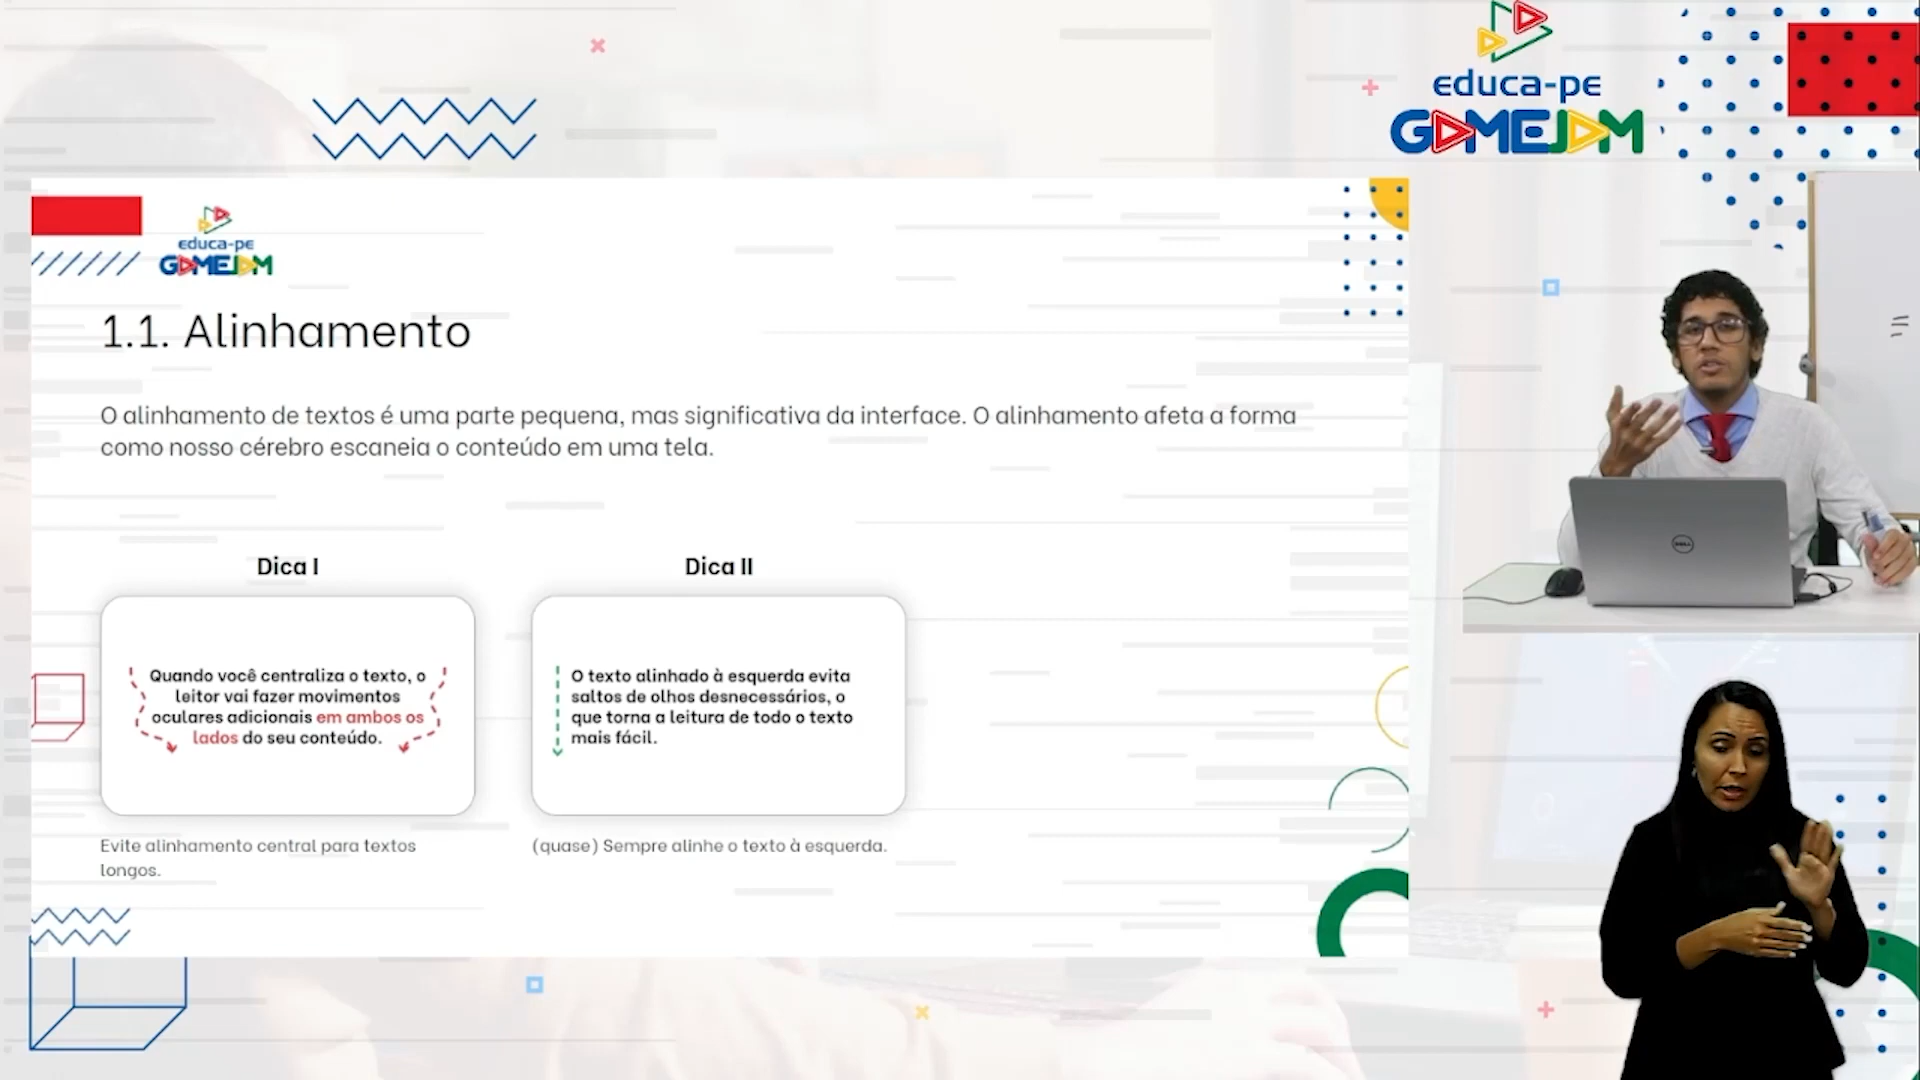 educa-pe
GAMEJAM
educa-pe
GAMEJAM
1.1. Alinhamento
O alinhamento de textos é uma parte pequena, mas significativa da interface. O alinhamento afeta a forma
como nosso cérebro escaneia o conteúdo em uma tela.
Dica I
Quando você centraliza o texto, o
leitor vai fazer movimentos
oculares adicionais em ambos os
lados do seu conteúdo.
Evite alinhamento central para textos
longos.
Dica II
O texto alinhado à esquerda evita
saltos de olhos desnecessários, o
que torna a leitura de todo o texto
mais fácil.
(quase) Sempre alinhe o texto à esquerda.
DELL